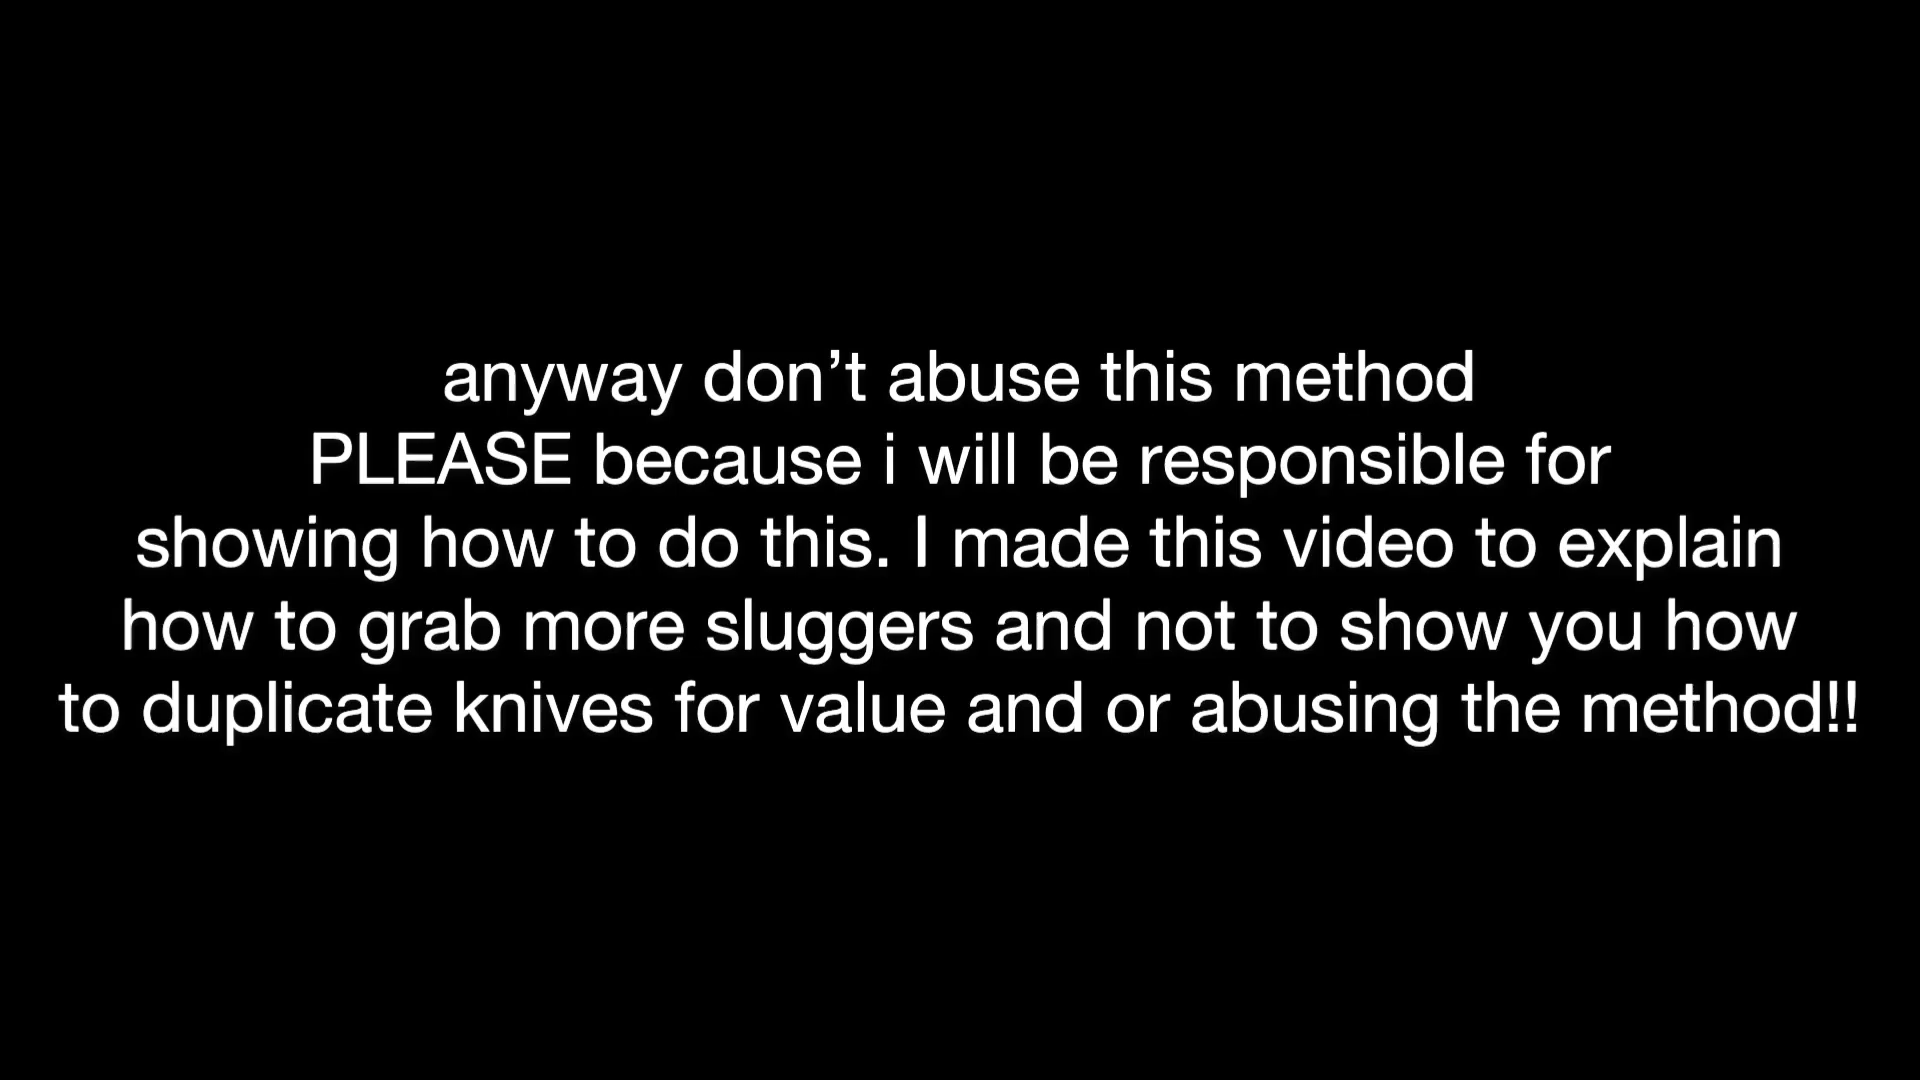 anyway don’t abuse this method
PLEASE because i will be responsible for
showing how to do this. I made this video to explain
how to grab more sluggers and not to show you how
to duplicate knives for value and or abusing the method!!